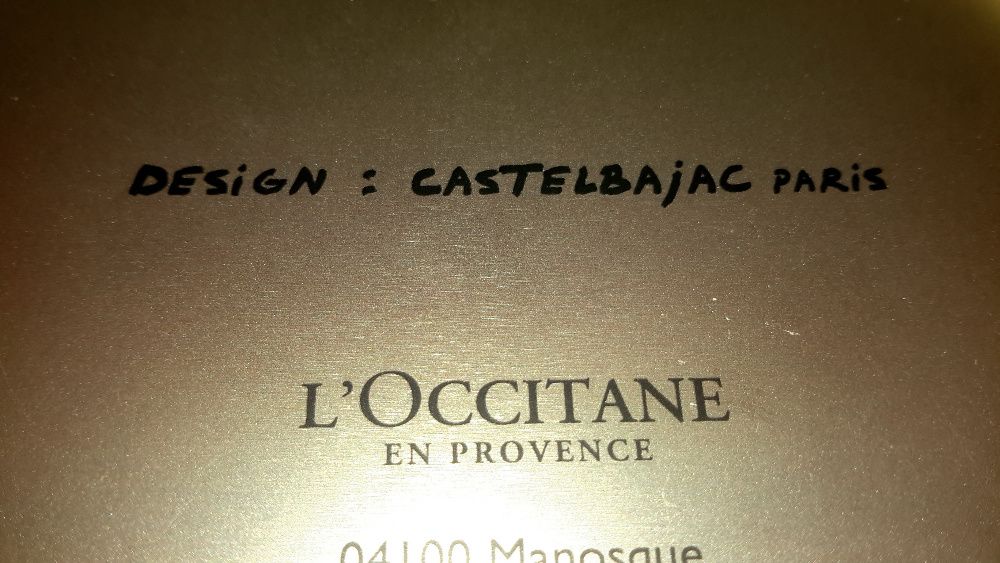 DESiGN : CASTELBAjAC PARiS
L'OCCITANE
EN PROVENCE
04100 Manosque